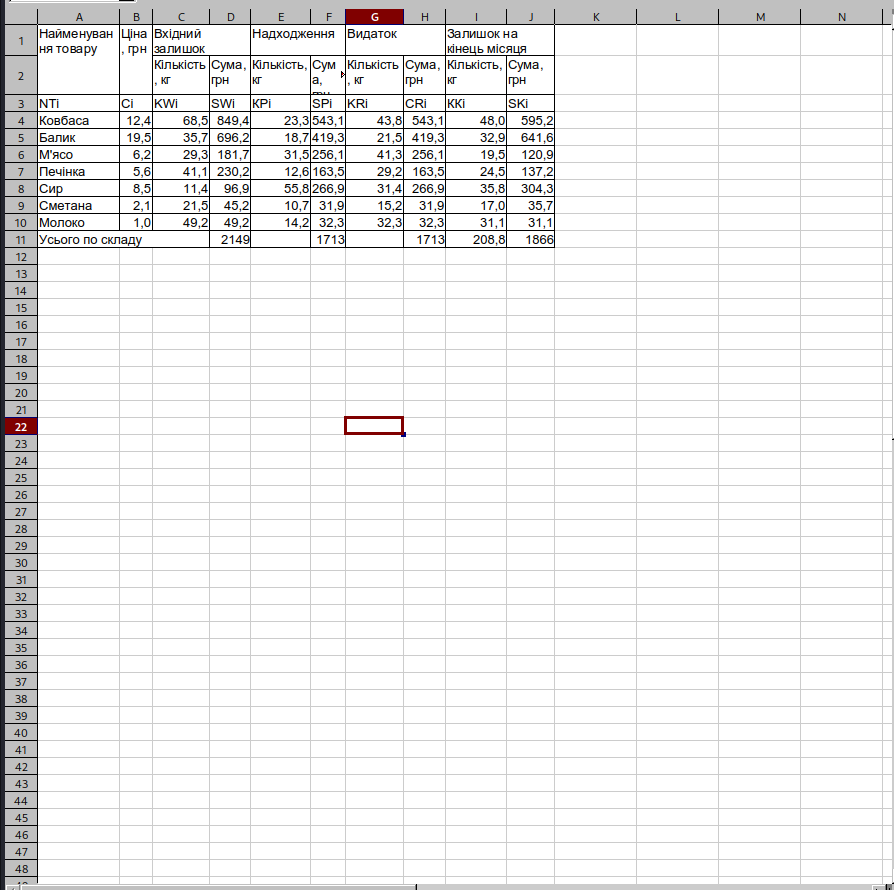 A B C D E F G H I J K L M N
1 Найменуван Ціна Вхідний Надходження Видаток Залишок на
ня товару , грн залишок кінець місяця
2 Кількість Сума, Кількість, Сум Кількість Сума, Кількість, Сума,
, кг грн кг а, , кг грн кг грн
3 NTi Ci KWi SWi KPi SPi KRi CRi ККі SKi
4 Ковбаса 12,4 68,5 849,4 23,3 543,1 43,8 543,1 48,0 595,2
5 Балик 19,5 35,7 696,2 18,7 419,3 21,5 419,3 32,9 641,6
6 М'ясо 6,2 29,3 181,7 31,5 256,1 41,3 256,1 19,5 120,9
7 Печінка 5,6 41,1 230,2 12,6 163,5 29,2 163,5 24,5 137,2
8 Сир 8,5 11,4 96,9 55,8 266,9 31,4 266,9 35,8 304,3
9 Сметана 2,1 21,5 45,2 10,7 31,9 15,2 31,9 17,0 35,7
10 Молоко 1,0 49,2 49,2 14,2 32,3 32,3 32,3 31,1 31,1
11 Усього по складу 2149 1713 1713 208,8 1866
12
13
14
15
16
17
18
19
20
21
22
23
24
25
26
27
28
29
30
31
32
33
34
35
36
37
38
39
40
41
42
43
44
45
46
47
48